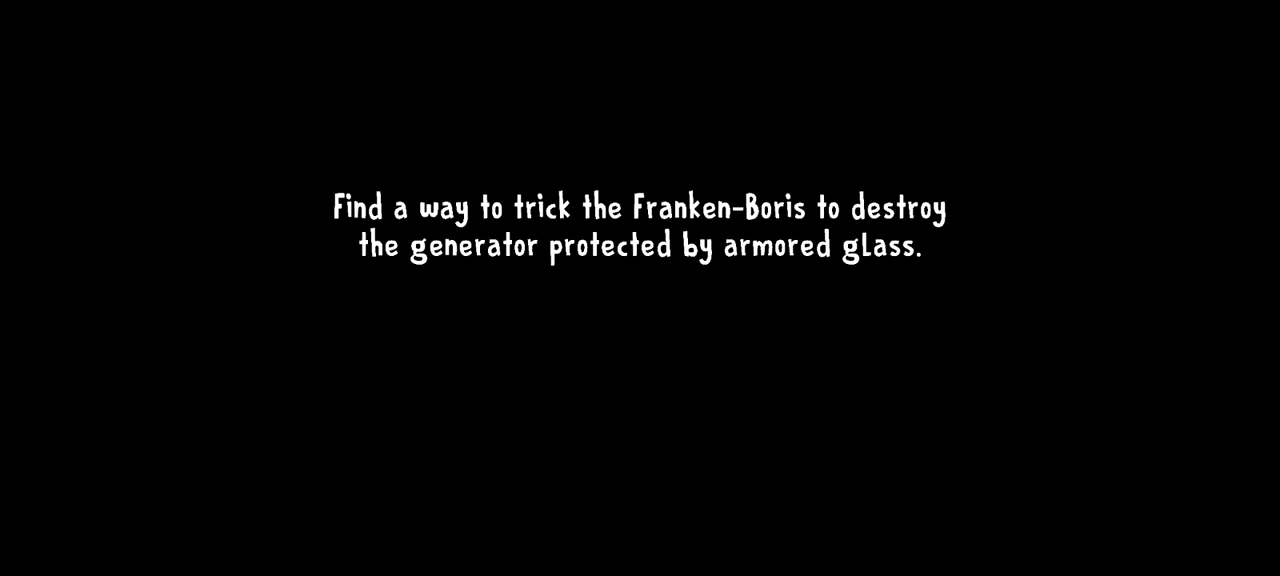 Find a way to trick the Franken-Boris to destroy
the generator protected by armored glass.